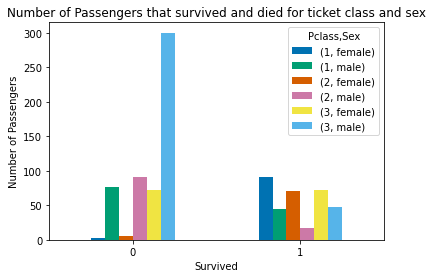 Number of Passengers that survived and died for ticket class and sex
Number of Passengers
300
250
200
150
100
50
0
Pclass,Sex
(1, female)
(1, male)
(2, female)
(2, male)
(3, female)
(3, male)
0
1
Survived